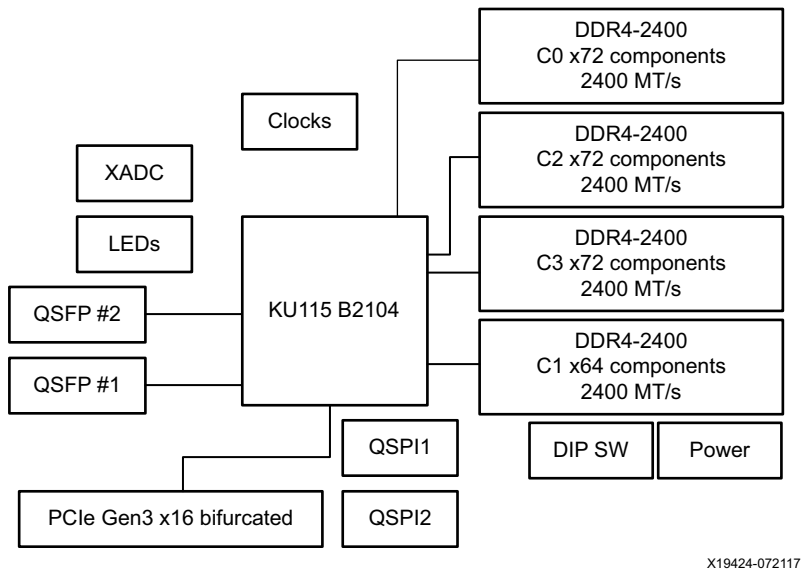 DDR4-2400
C0 x72 components
2400 MT/s
Clocks
DDR4-2400
C2 x72 components
2400 MT/s
XADC
LEDs
DDR4-2400
C3 x72 components
2400 MT/s
QSFP #2
KU115 B2104
DDR4-2400
C1 x64 components
2400 MT/s
QSFP #1
QSPI1
DIP SW
Power
PCIe Gen3 x16 bifurcated
QSPI2
X19424-072117